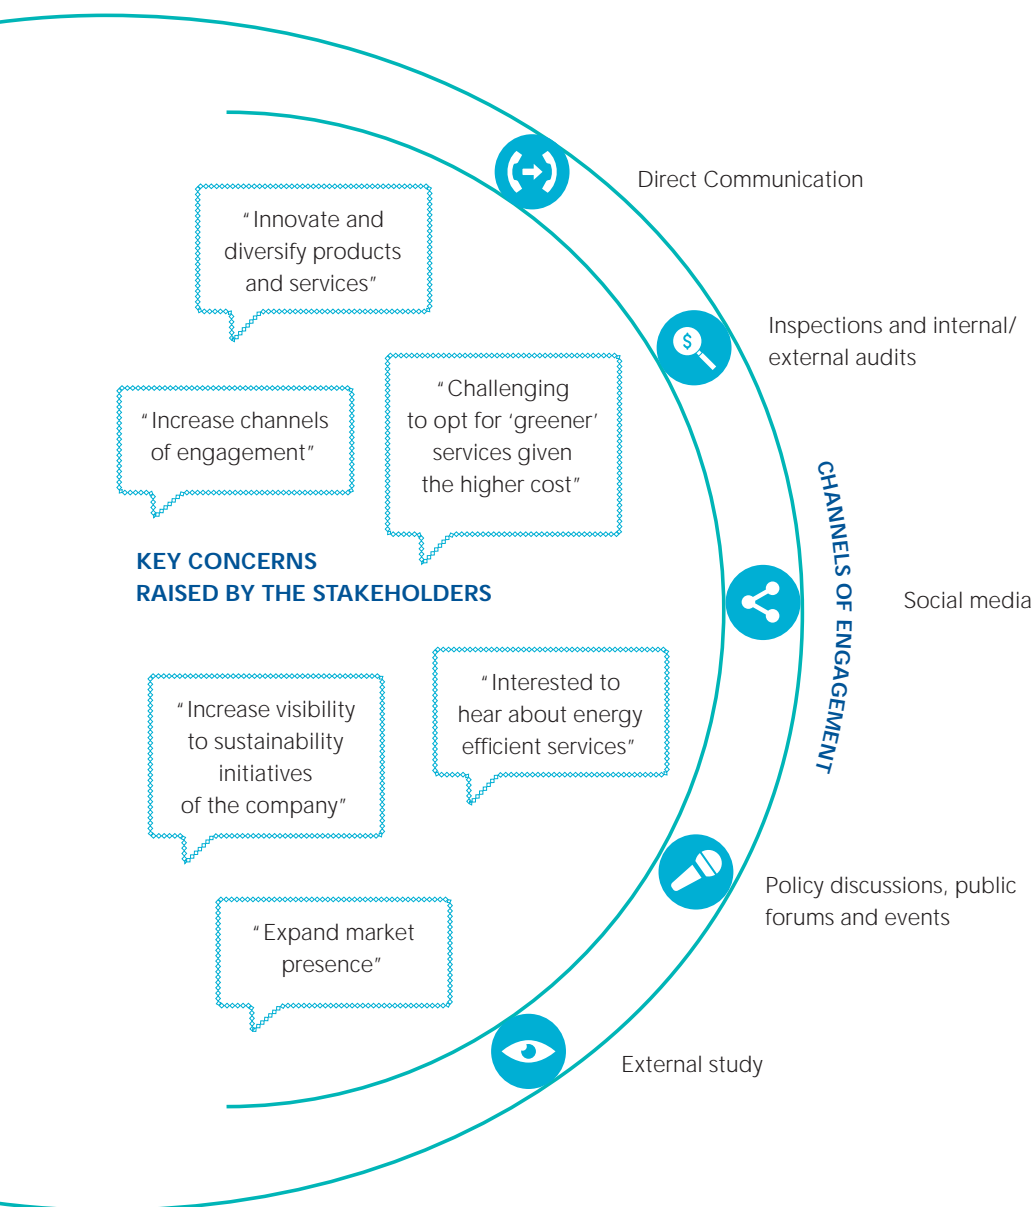 Direct Communication
“Innovate and
diversify products
and services”
Inspections and internal/
external audits
“Challenging
to opt for ‘greener’
services given
the higher cost”
“Increase channels
of engagement”
KEY CONCERNS
RAISED BY THE STAKEHOLDERS
CHANNELS OF ENGAGEMENT
Social media
“Interested to
hear about energy
efficient services”
“Increase visibility
to sustainability
initiatives
of the company”
Policy discussions, public
forums and events
“Expand market
presence”
External study
$